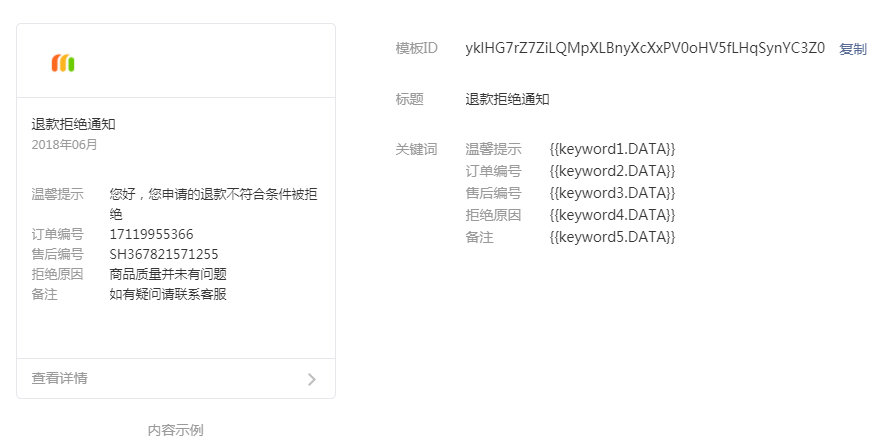 退款拒绝通知
2018年06月
温馨提示 您好，您申请的退款不符合条件被拒
绝
订单编号 17119955366
售后编号 SH367821571255
拒绝原因 商品质量并未有问题
备注 如有疑问请联系客服
查看详情
内容示例
模板ID ykIHG7rZ7ZiLQMpXLBnyXcXxPV0oHV5fLHqSynYC3Z0 复制
标题 退款拒绝通知
关键词 温馨提示 {{keyword1.DATA}}
订单编号 {{keyword2.DATA}}
售后编号 {{keyword3.DATA}}
拒绝原因 {{keyword4.DATA}}
备注 {{keyword5.DATA}}